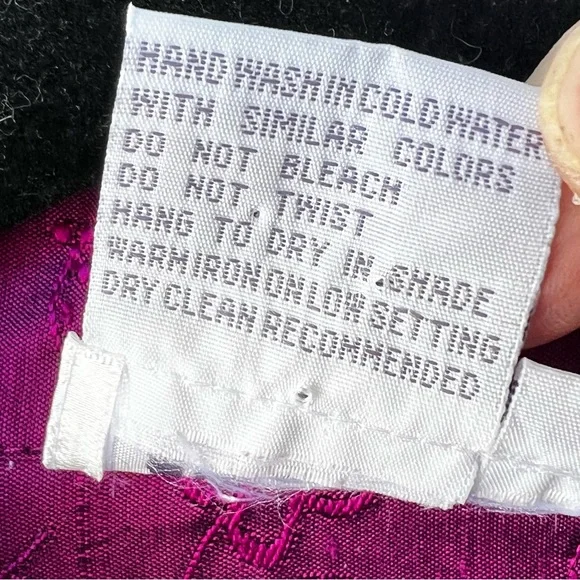 HAND WASH IN COLD WATER
WITH SIMILAR COLORS
DO NOT BLEACH
DO NOT TWIST
HANG TO DRY IN SHADE
WARM IRON ON LOW SETTING
DRY CLEAN RECOMMENDED